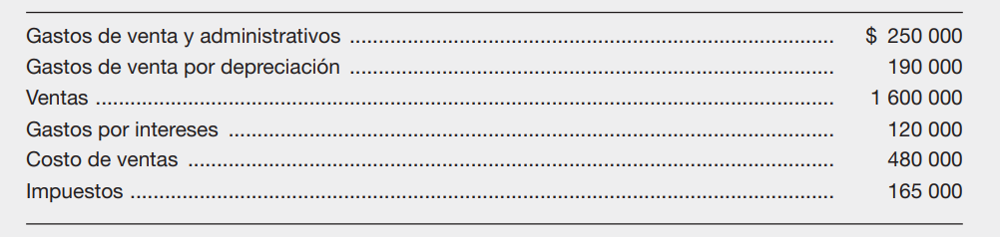 Gastos de venta y administrativos ........ $ 250 000
Gastos de venta por depreciación ........ 190 000
Ventas ........ 1 600 000
Gastos por intereses ........ 120 000
Costo de ventas ........ 480 000
Impuestos ........ 165 000